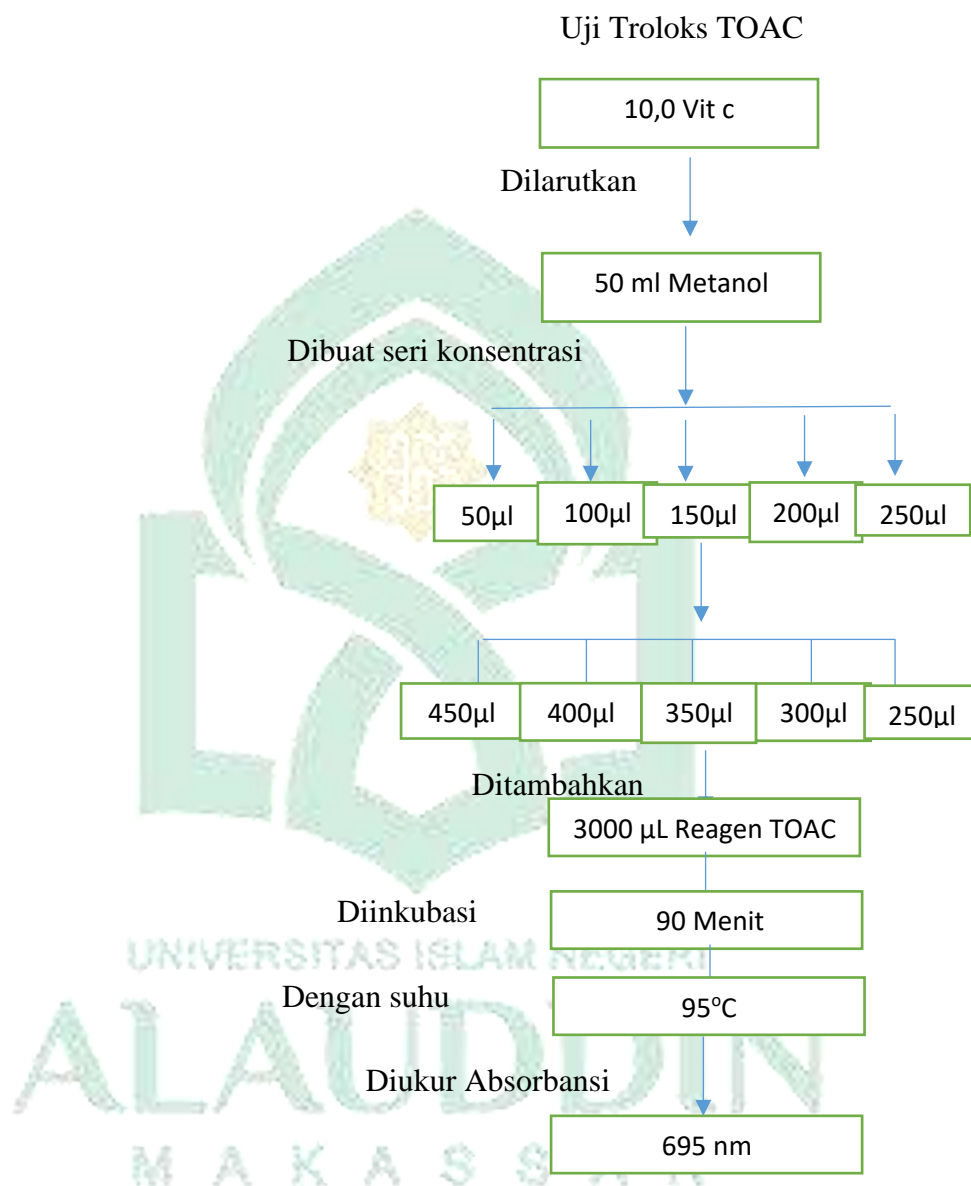 Uji Troloks TOAC
10,0 Vit c
Dilarutkan
50 ml Metanol
Dibuat seri konsentrasi
50µl 100µl 150µl 200µl 250µl
450µl 400µl 350µl 300µl 250µl
Ditambahkan
3000 µL Reagen TOAC
Diinkubasi
90 Menit
UNIVERSITAS ISLAM NEGERI
Dengan suhu
95°C
ALAUDDIN
Diukur Absorbansi
695 nm
MAKASSAR